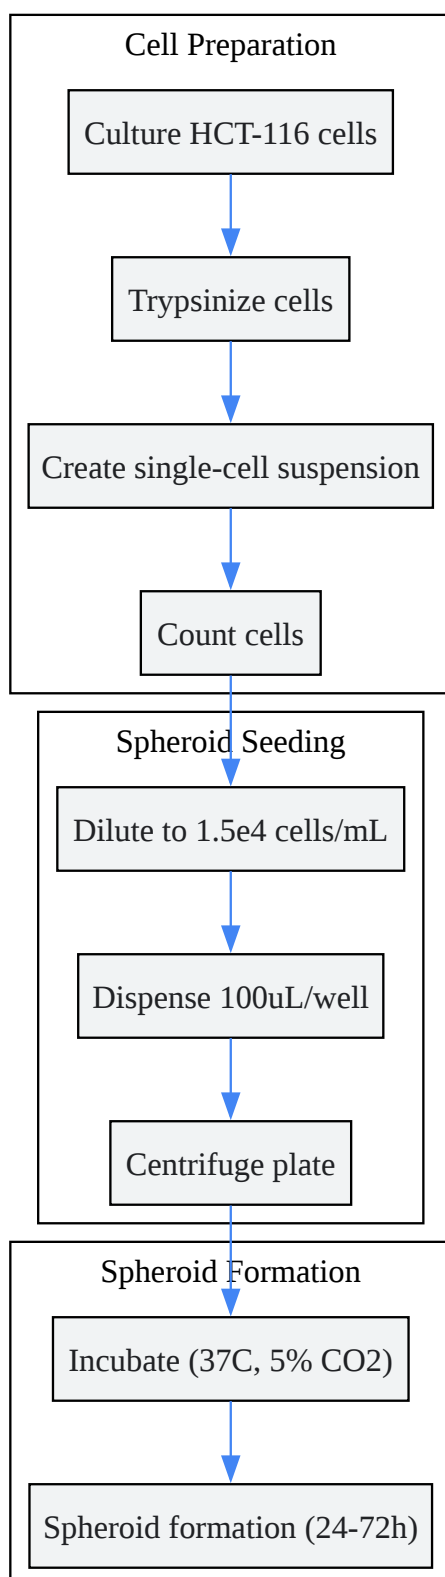 Cell Preparation
Culture HCT-116 cells
Trypsinize cells
Create single-cell suspension
Count cells
Spheroid Seeding
Dilute to 1.5e4 cells/mL
Dispense 100uL/well
Centrifuge plate
Spheroid Formation
Incubate (37C, 5% CO2)
Spheroid formation (24-72h)